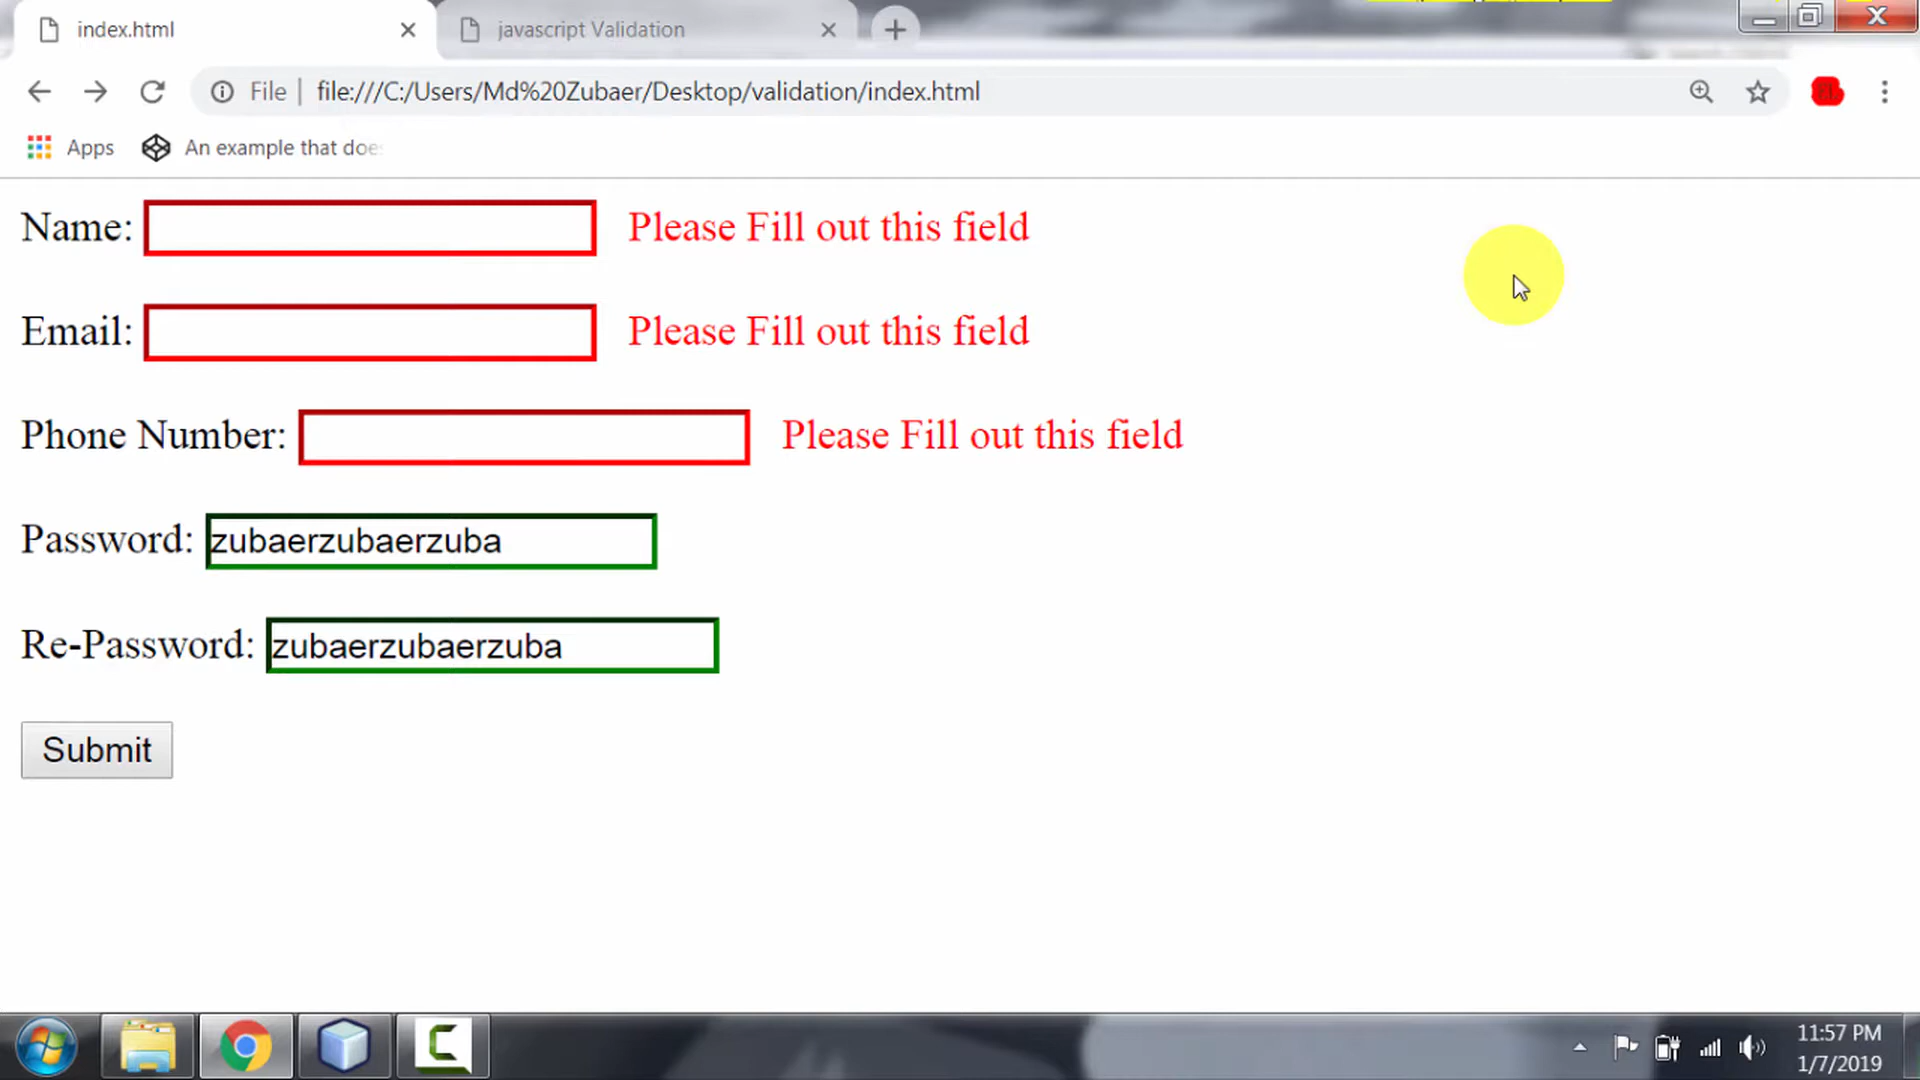 index.html
javascript Validation
File
file:///C:/Users/Md%20Zubaer/Desktop/validation/index.html
Apps
An example that doe
Name:
Please Fill out this field
Email:
Please Fill out this field
Phone Number:
Please Fill out this field
Password:
zubaerzubaerzuba
Re-Password:
zubaerzubaerzuba
Submit
11:57 PM
1/7/2019